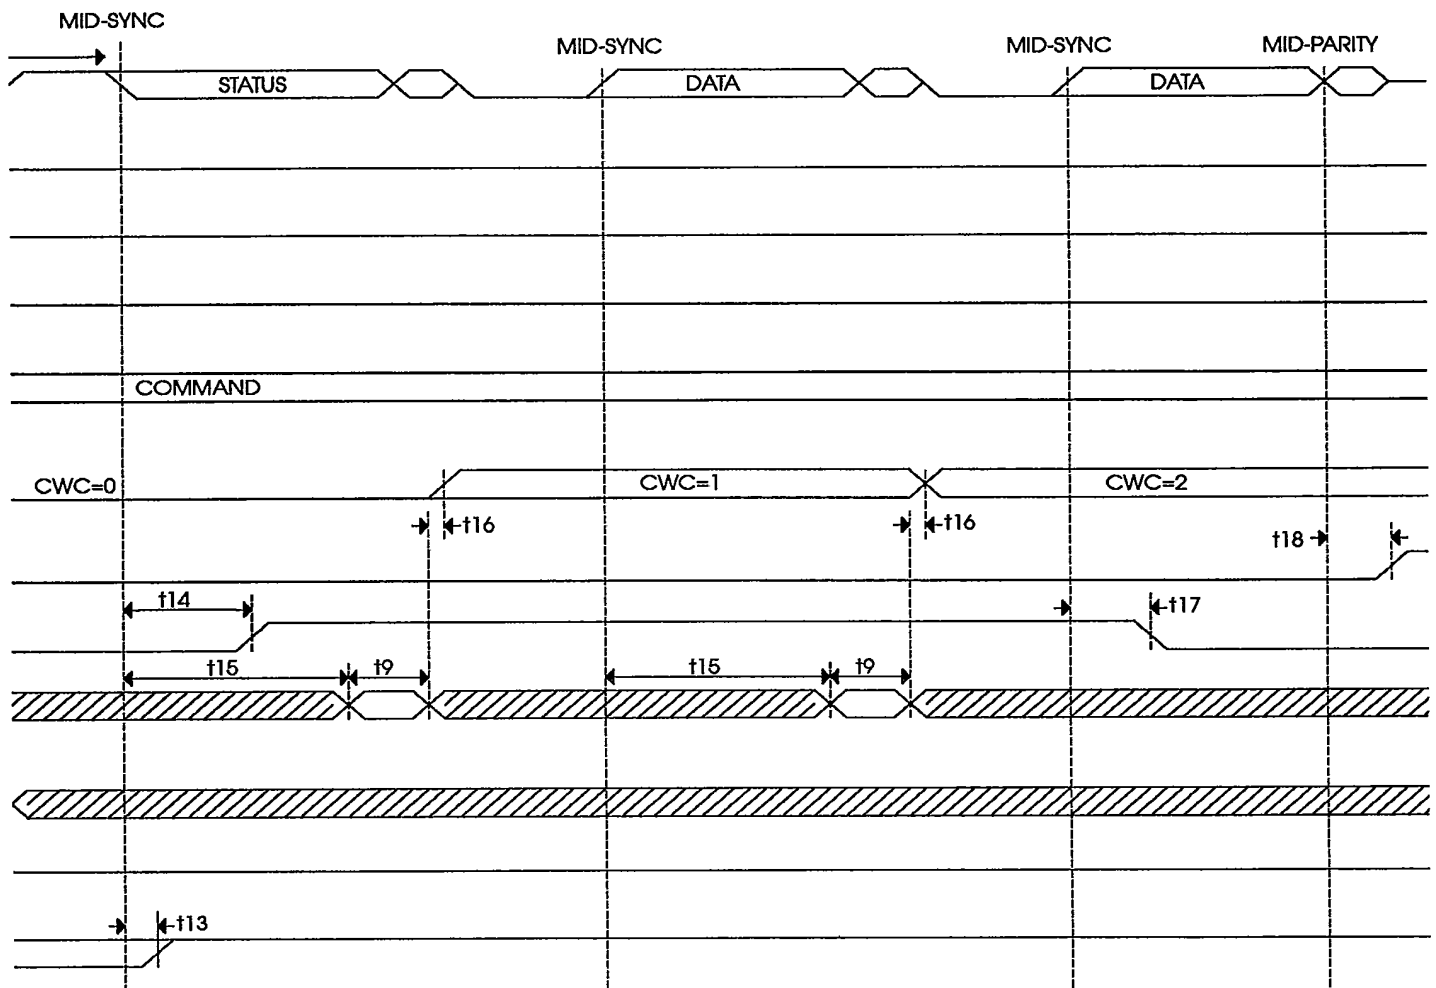 MID-SYNC
MID-SYNC
MID-SYNC
MID-PARITY
STATUS
DATA
DATA
COMMAND
CWC=0
CWC=1
CWC=2
t16
t16
t18
t14
t17
t15
t9
t15
t9
t13